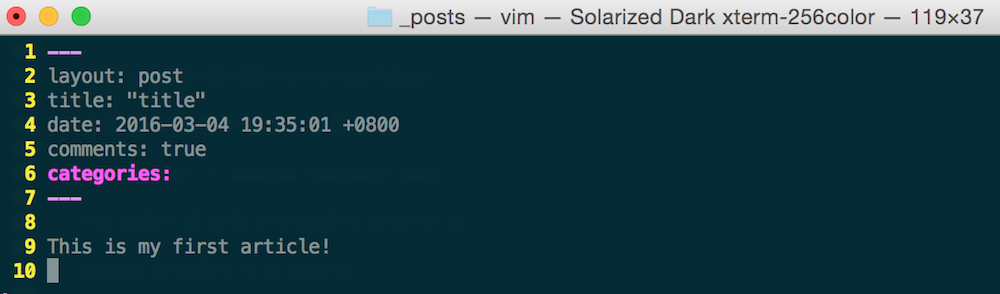 _posts — vim — Solarized Dark xterm-256color — 119×37
1 ---
2 layout: post
3 title: "title"
4 date: 2016-03-04 19:35:01 +0800
5 comments: true
6 categories:
7 ---
8
9 This is my first article!
10